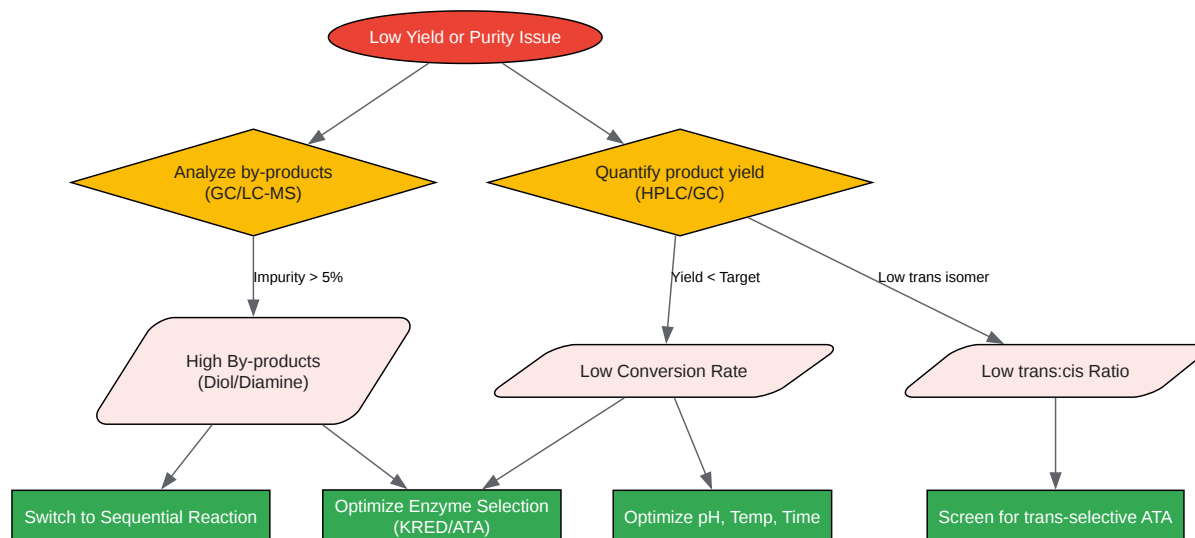 Low Yield or Purity Issue
Analyze by-products
(GC/LC-MS)
Quantify product yield
(HPLC/GC)
Impurity > 5%
Yield < Target
Low trans isomer
High By-products
(Diol/Diamine)
Low Conversion Rate
Low trans:cis Ratio
Switch to Sequential Reaction
Optimize Enzyme Selection
(KRED/ATA)
Optimize pH, Temp, Time
Screen for trans-selective ATA